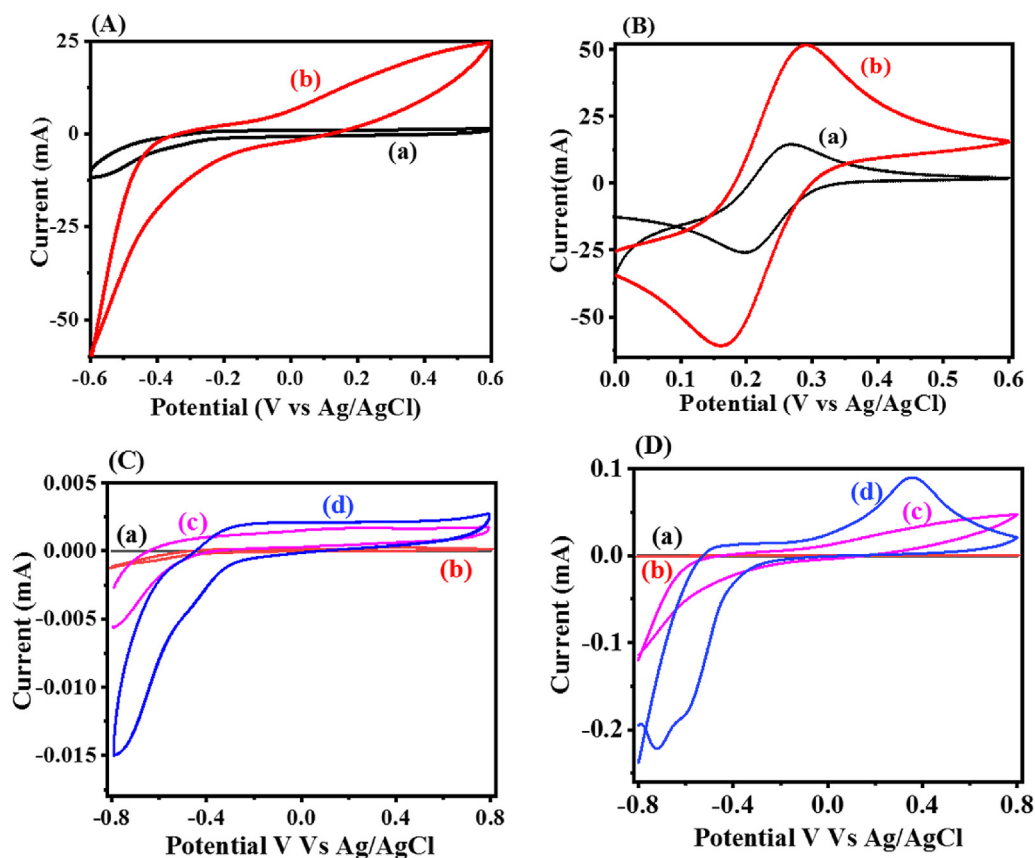 (A)
25
0
-25
-50
Current (mA)
(b)
(a)
-0.6 -0.4 -0.2 0.0 0.2 0.4 0.6
Potential (V vs Ag/AgCl)
(B)
50
25
0
-25
-50
Current(mA)
(b)
(a)
0.0 0.1 0.2 0.3 0.4 0.5 0.6
Potential (V vs Ag/AgCl)
(C)
0.005
0.000
-0.005
-0.010
-0.015
Current (mA)
(a)
(c)
(d)
(b)
-0.8 -0.4 0.0 0.4 0.8
Potential V Vs Ag/AgCl
(D)
0.1
0.0
-0.1
-0.2
Current (mA)
(a)
(b)
(d)
(c)
-0.8 -0.4 0.0 0.4 0.8
Potential V Vs Ag/AgCl